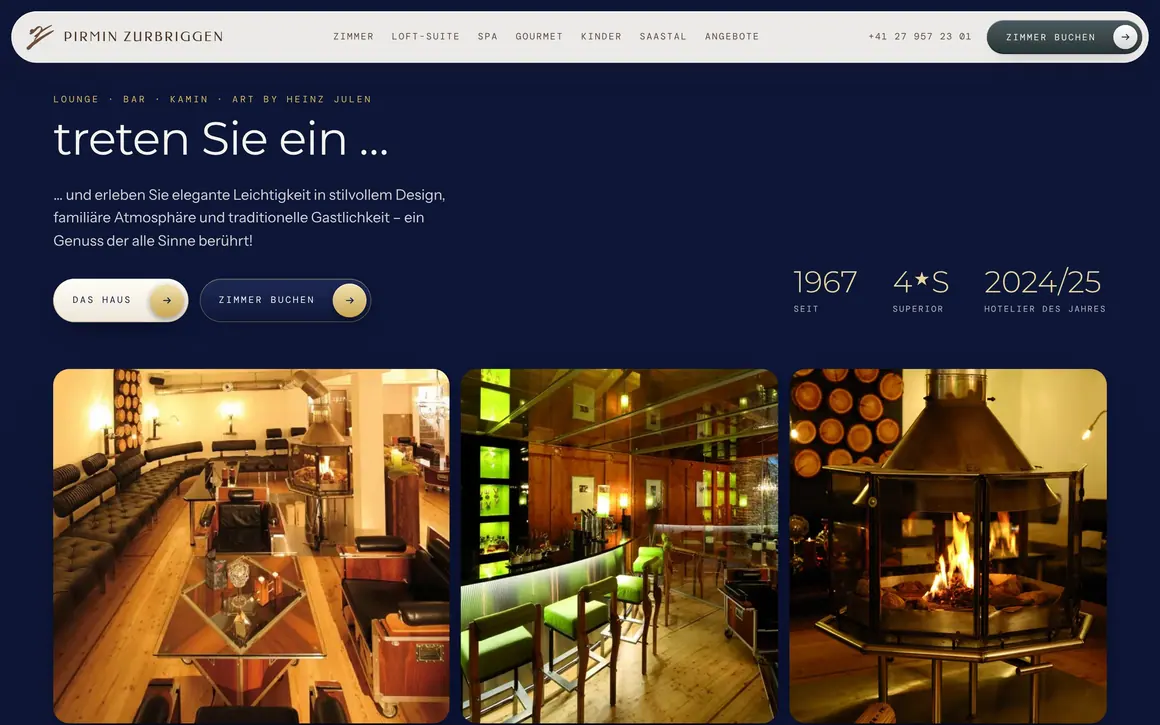 PIRMIN ZURBRIGGEN
ZIMMER LOFT-SUITE SPA GOURMET KINDER SAASTAL ANGEBOTE
+41 27 957 23 01
ZIMMER BUCHEN →
LOUNGE · BAR · KAMIN · ART BY HEINZ JULEN
treten Sie ein ...
... und erleben Sie elegante Leichtigkeit in stilvollem Design,
familiäre Atmosphäre und traditionelle Gastlichkeit – ein
Genuss der alle Sinne berührt!
DAS HAUS →
ZIMMER BUCHEN →
1967
SEIT
4★S
SUPERIOR
2024/25
HOTELIER DES JAHRES